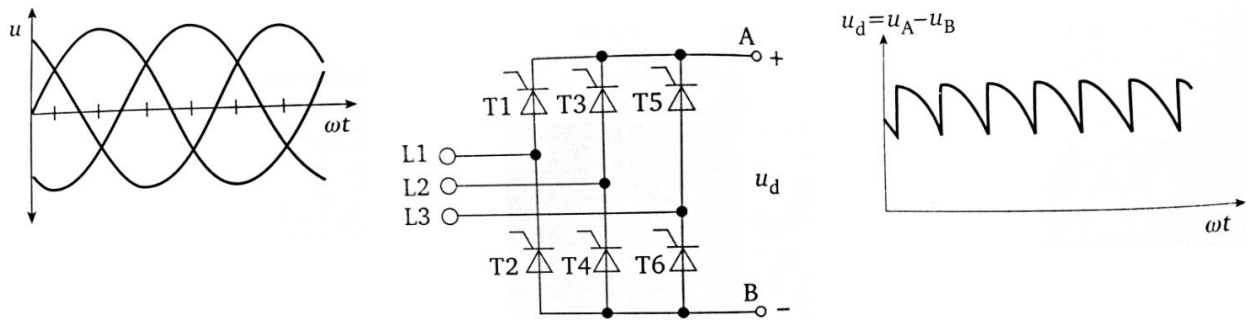 u
ωt
A
+
T1
T3
T5
L1
L2
L3
u_d
T2
T4
T6
B
-
u_d=u_A-u_B
ωt